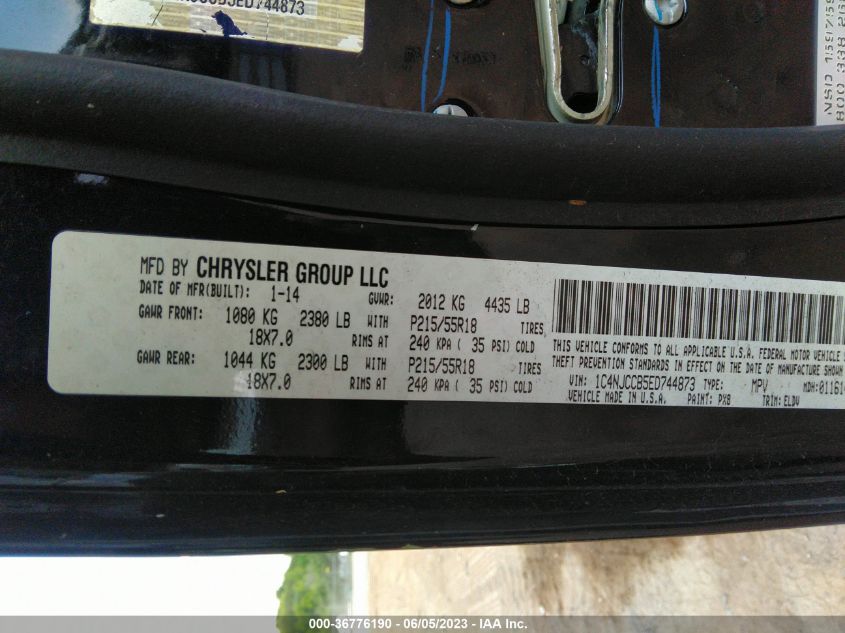 B5ED744873
MFD BY CHRYSLER GROUP LLC
DATE OF MFR(BUILT): 1-14 GVWR: 2012 KG 4435 LB
GAWR FRONT: 1080 KG 2380 LB WITH P215/55R18 TIRES
18X7.0 RIMS AT 240 KPA ( 35 PSI) COLD
GAWR REAR: 1044 KG 2300 LB WITH P215/55R18 TIRES
18X7.0 RIMS AT 240 KPA ( 35 PSI) COLD
THIS VEHICLE CONFORMS TO ALL APPLICABLE U.S.A. FEDERAL MOTOR VEHICLE
THEFT PREVENTION STANDARDS IN EFFECT ON THE DATE OF MANUFACTURE
VIN: 1C4NJCCB5ED744873 TYPE: MPV MDH:0116
VEHICLE MADE IN U.S.A. PAINT: PXB TRIM: ELDV
000-36776190 - 06/05/2023 - IAA Inc.